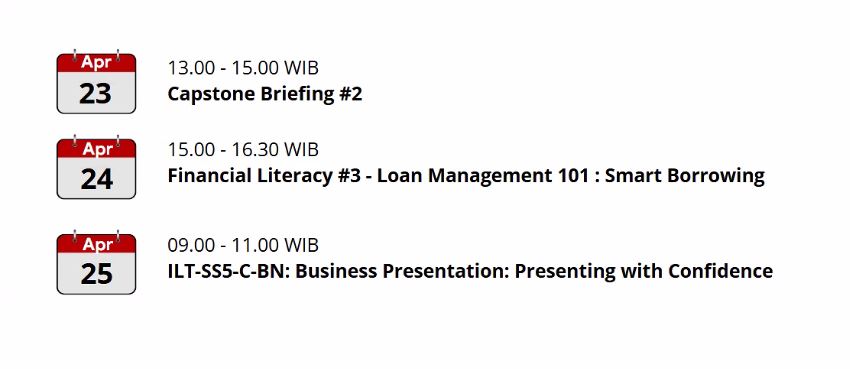 Apr
23
13.00 - 15.00 WIB
Capstone Briefing #2
Apr
24
15.00 - 16.30 WIB
Financial Literacy #3 - Loan Management 101 : Smart Borrowing
Apr
25
09.00 - 11.00 WIB
ILT-SS5-C-BN: Business Presentation: Presenting with Confidence